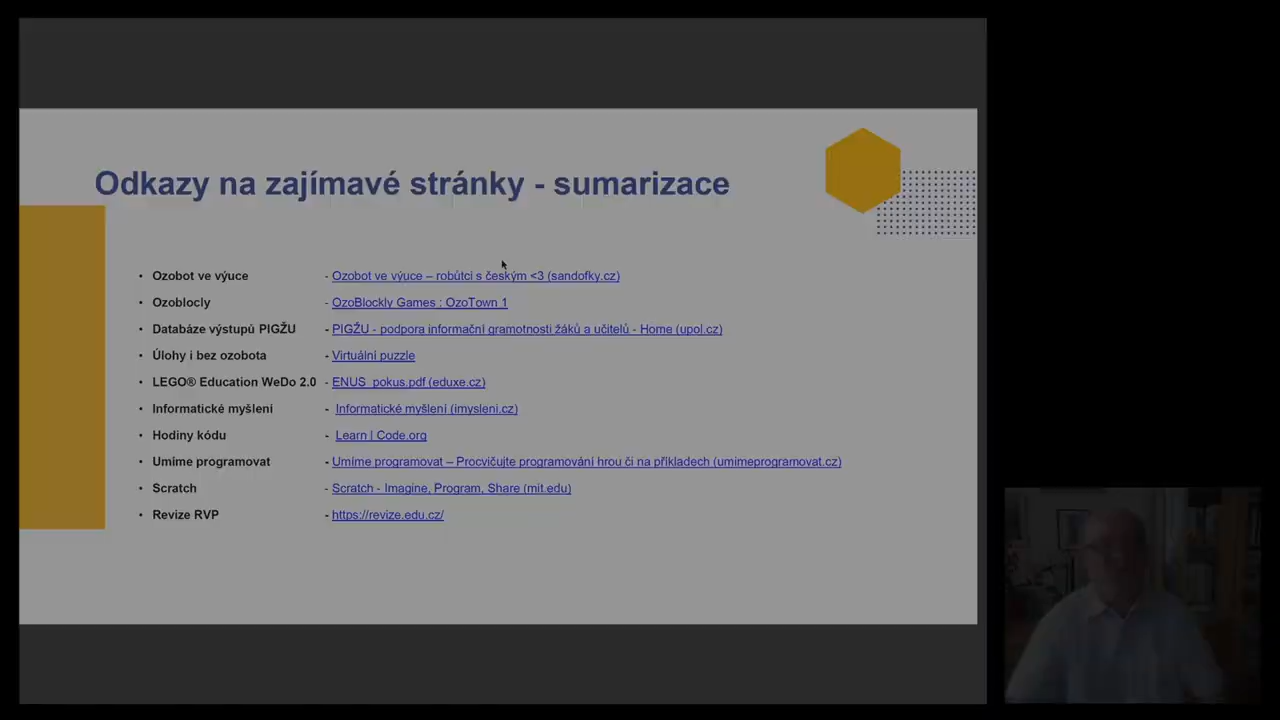 Odkazy na zajímavé stránky - sumarizace
• Ozobot ve výuce - Ozobot ve výuce – robůtci s českým <3 (sandofky.cz)
• Ozoblocly - OzoBlockly Games : OzoTown 1
• Databáze výstupů PIGŽU - PIGŽU - podpora informační gramotnosti žáků a učitelů - Home (upol.cz)
• Úlohy i bez ozobota - Virtuální puzzle
• LEGO® Education WeDo 2.0 - ENUS_pokus.pdf (eduxe.cz)
• Informatické myšlení - Informatické myšlení (imysleni.cz)
• Hodiny kódu - Learn | Code.org
• Umíme programovat - Umíme programovat – Procvičujte programování hrou či na příkladech (umimeprogramovat.cz)
• Scratch - Scratch - Imagine, Program, Share (mit.edu)
• Revize RVP - https://revize.edu.cz/